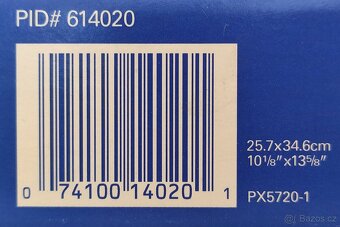 PID# 614020
25.7x34.6cm
10⅛"x13⅝"
0 74100 14020 1
PX5720-1
Bazos.cz